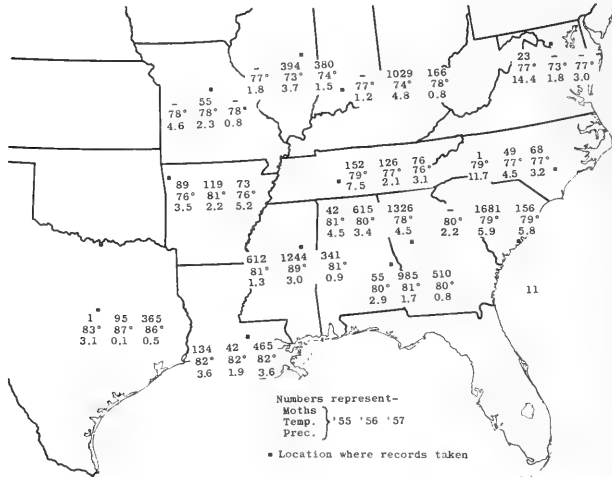 394 380
- 77° 73° 74°
1.8 3.7 1.5
- 1029 166
77° 74° 78°
1.2 4.8 0.8
23 - -
77° 73° 77°
14.4 1.8 3.0
- 55 -
78° 78° 78°
4.6 2.3 0.8
89 119 73
76° 81° 76°
3.5 2.2 5.2
152 126 76
79° 77° 76°
7.5 2.1 3.1
1 49 68
79° 77° 77°
11.7 4.5 3.2
42 615 1326
81° 80° 78°
4.5 3.4 4.5
- 1681 156
80° 79° 79°
2.2 5.9 5.8
612 1244 341
81° 89° 81°
1.3 3.0 0.9
55 985 510
80° 81° 80°
2.9 1.7 0.8
11
1 95 365
83° 87° 86°
3.1 0.1 0.5
134 42 465
82° 82° 82°
3.6 1.9 3.6
Numbers represent-
Moths
Temp. } '55 '56 '57
Prec.
▪ Location where records taken